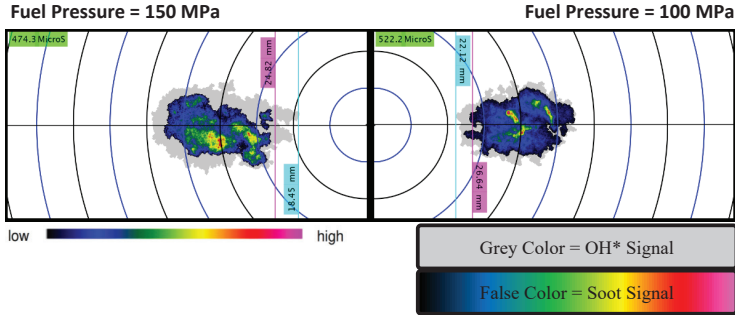 Fuel Pressure = 150 MPa
Fuel Pressure = 100 MPa
474.3 MicroS
24.82 mm
18.45 mm
522.2 MicroS
22.12 mm
26.64 mm
low
high
Grey Color = OH* Signal
False Color = Soot Signal